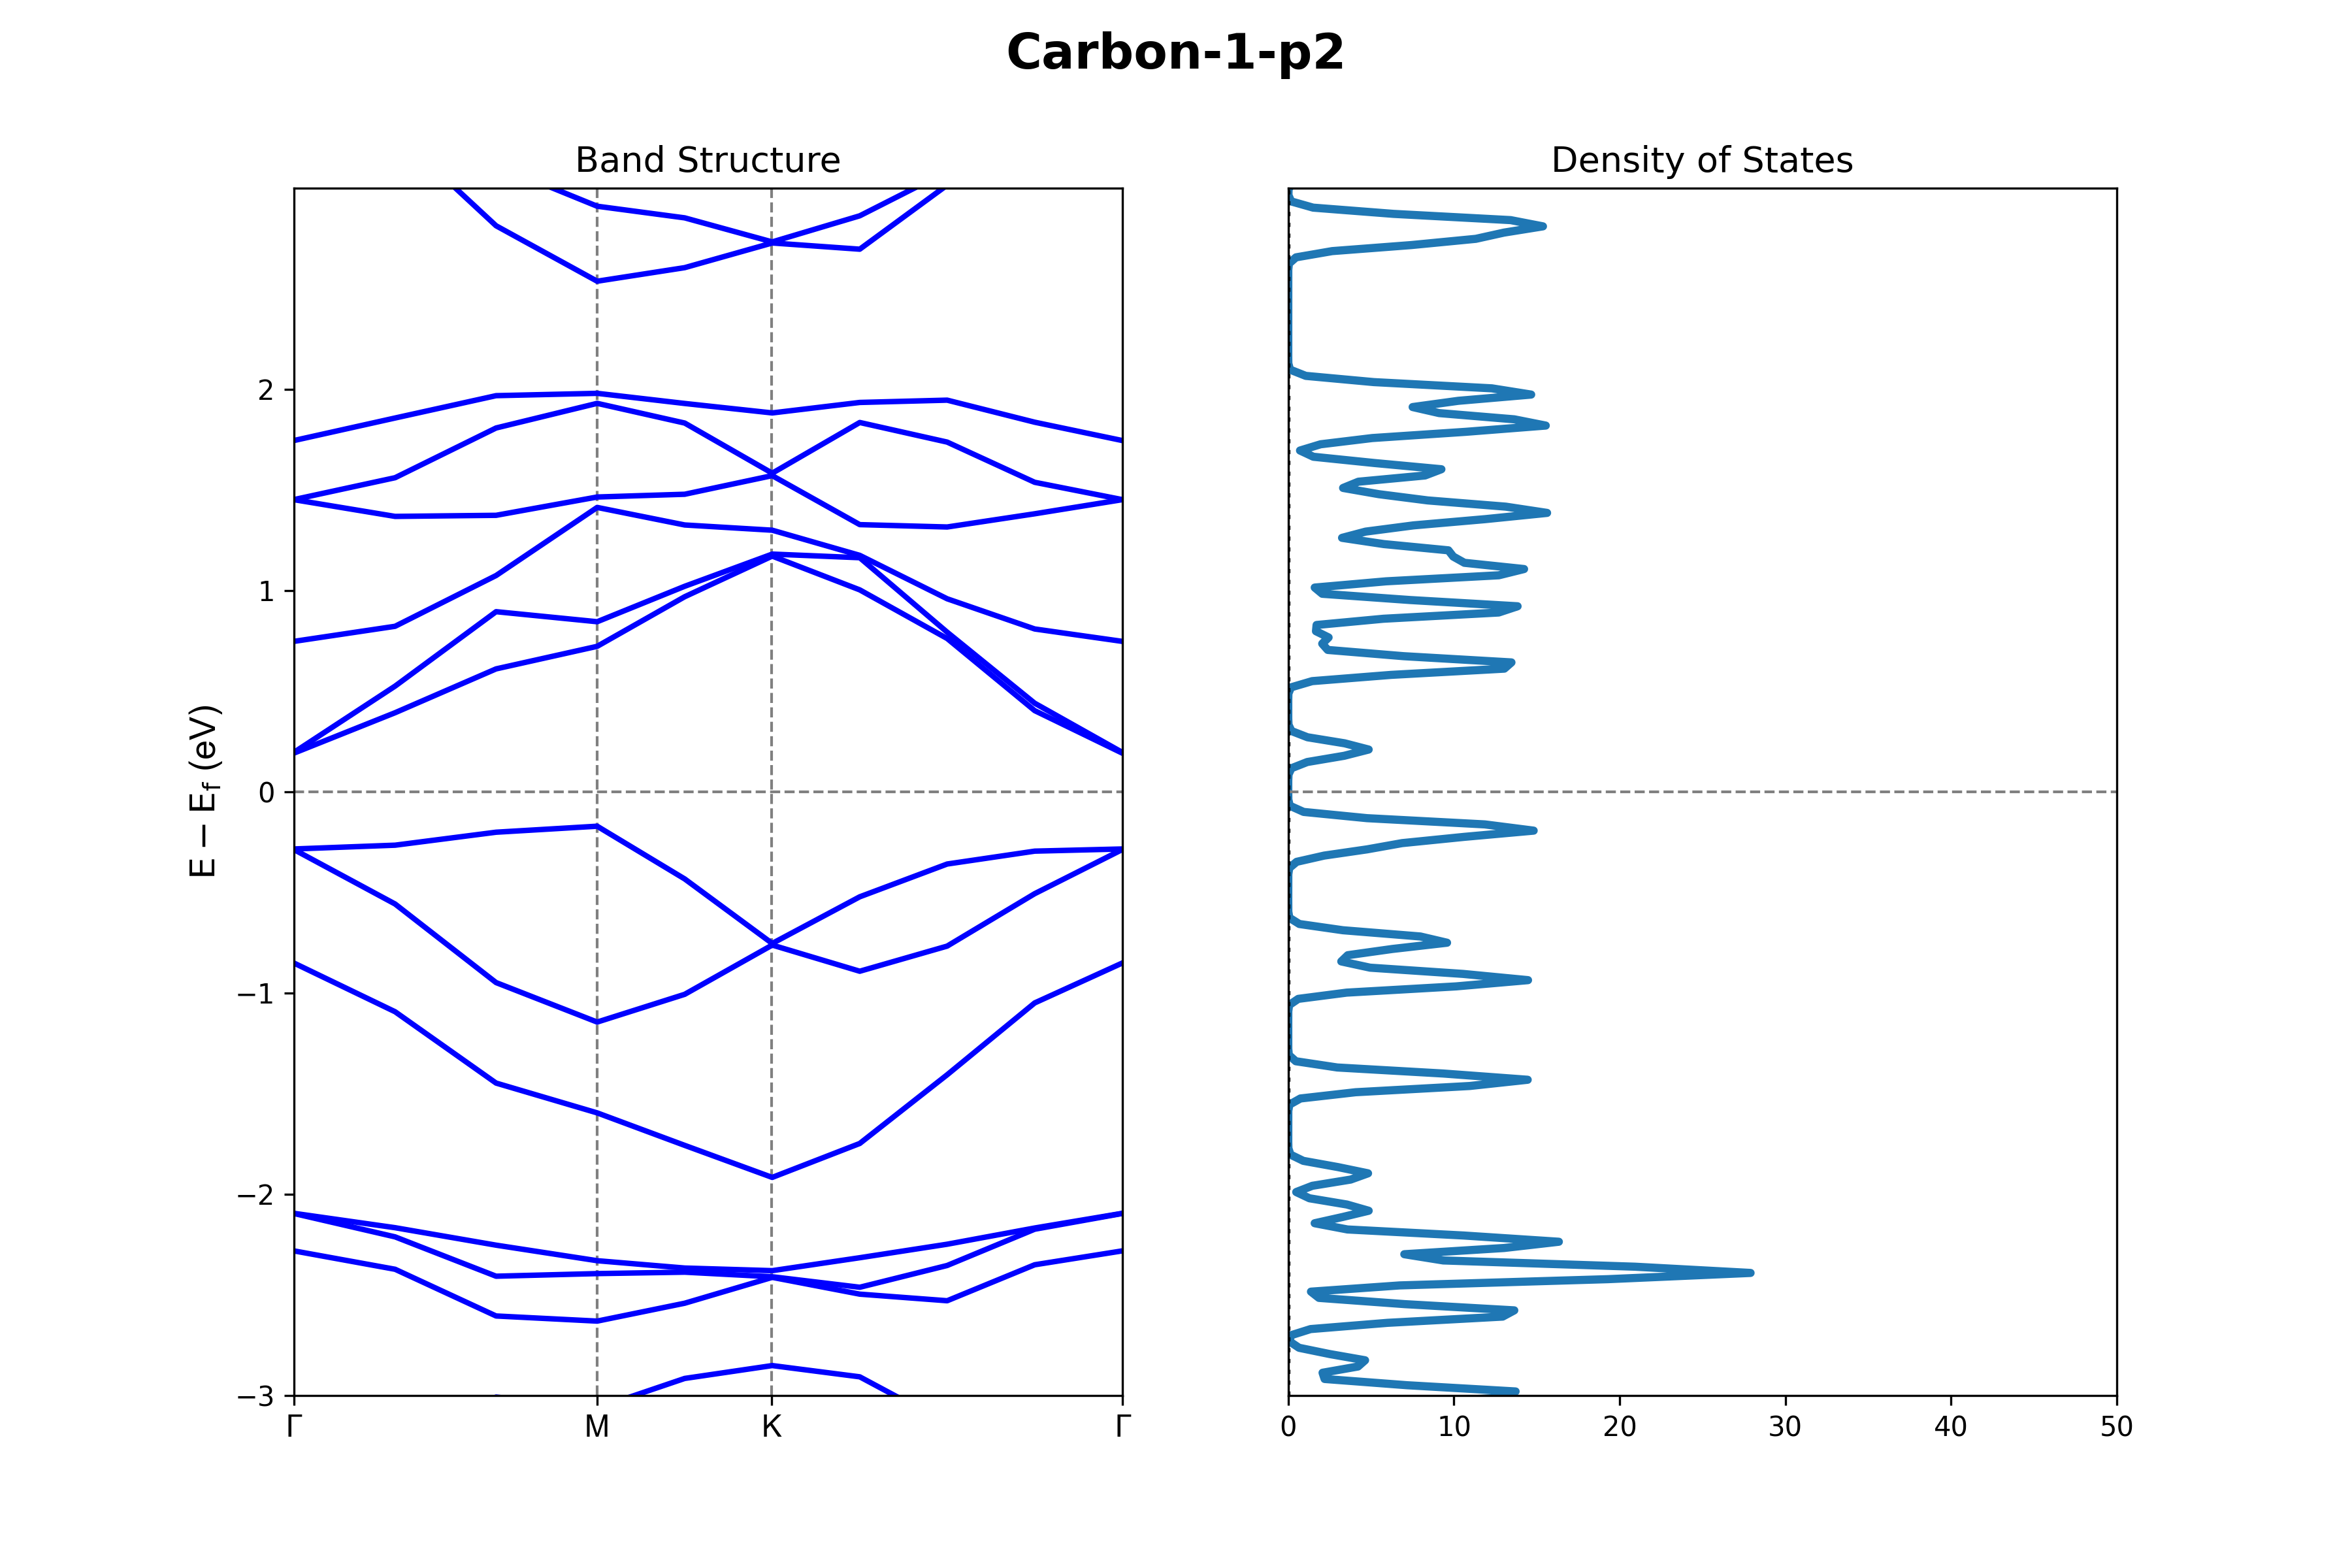 Carbon-1-p2
Band Structure
Density of States
E − E_f (eV)
2
1
0
−1
−2
−3
Γ M K Γ
0 10 20 30 40 50